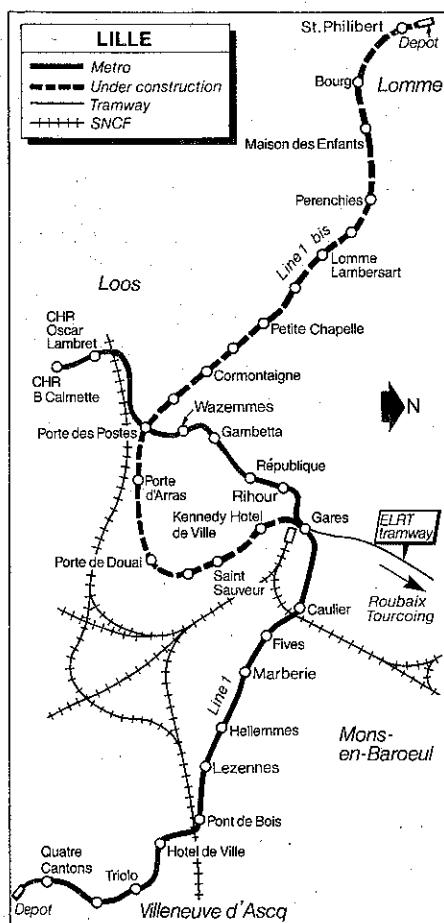 LILLE
Metro
Under construction
Tramway
SNCF
St. Philibert
Depot
Bourg
Lomme
Maison des Enfants
Perenchies
Line 1 bis
Lomme
Lambersart
Loos
Petite Chapelle
CHR
Oscar
Lambret
CHR
B Calmette
Cormontaigne
Wazemmes
N
Porte des Postes
Gambetta
République
Porte
d'Arras
Rihour
Kennedy Hotel
de Ville
Gares
ELRT
tramway
Porte de Douai
Saint
Sauveur
Roubaix
Tourcoing
Caulier
Fives
Marberie
Line 1
Hellemmes
Mons-
en-Baroeul
Lezennes
Pont de Bois
Quatre
Cantons
Hotel de Ville
Triolo
Depot
Villeneuve d'Ascq